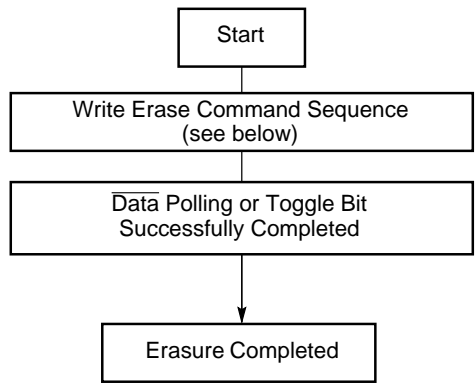 Start
Write Erase Command Sequence
(see below)
Data Polling or Toggle Bit
Successfully Completed
Erasure Completed